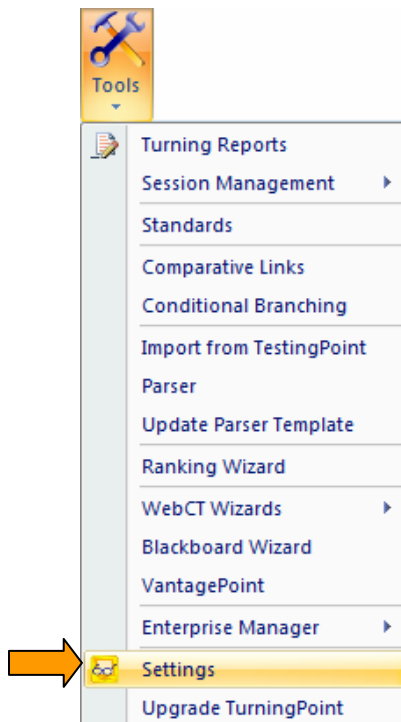 Tools
Turning Reports
Session Management
Standards
Comparative Links
Conditional Branching
Import from TestingPoint
Parser
Update Parser Template
Ranking Wizard
WebCT Wizards
Blackboard Wizard
VantagePoint
Enterprise Manager
Settings
Upgrade TurningPoint